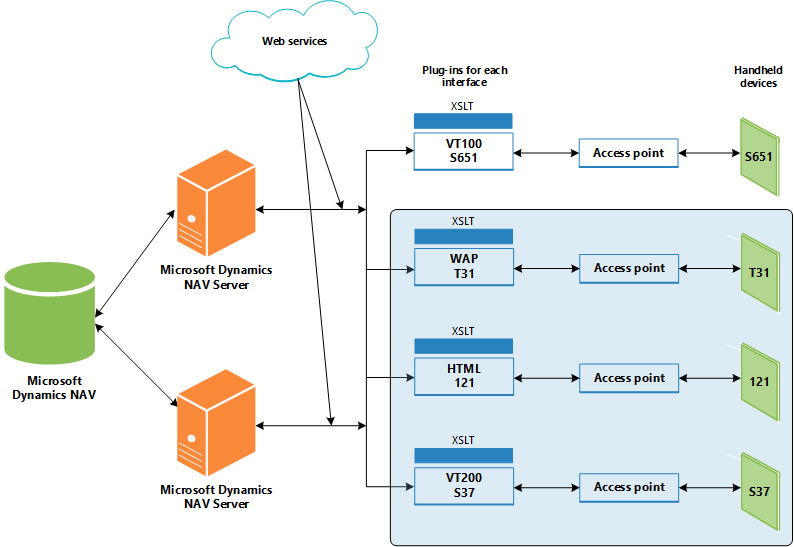 Web services
Plug-ins for each
interface
Handheld
devices
XSLT
VT100
S651
Access point
S651
Microsoft Dynamics
NAV Server
XSLT
WAP
T31
Access point
T31
Microsoft
Dynamics NAV
XSLT
HTML
121
Access point
121
Microsoft Dynamics
NAV Server
XSLT
VT200
S37
Access point
S37